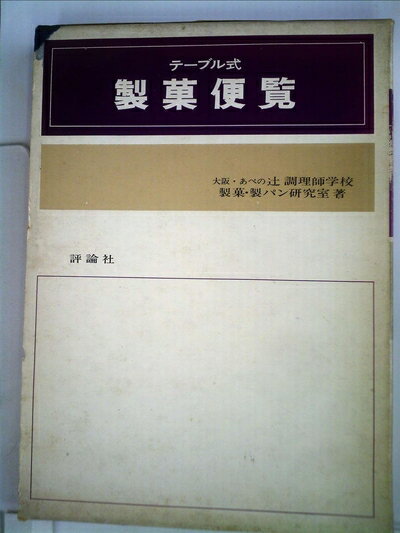 テーブル式
製菓便覧
大阪・あべの辻調理師学校
製菓・製パン研究室著
評論社